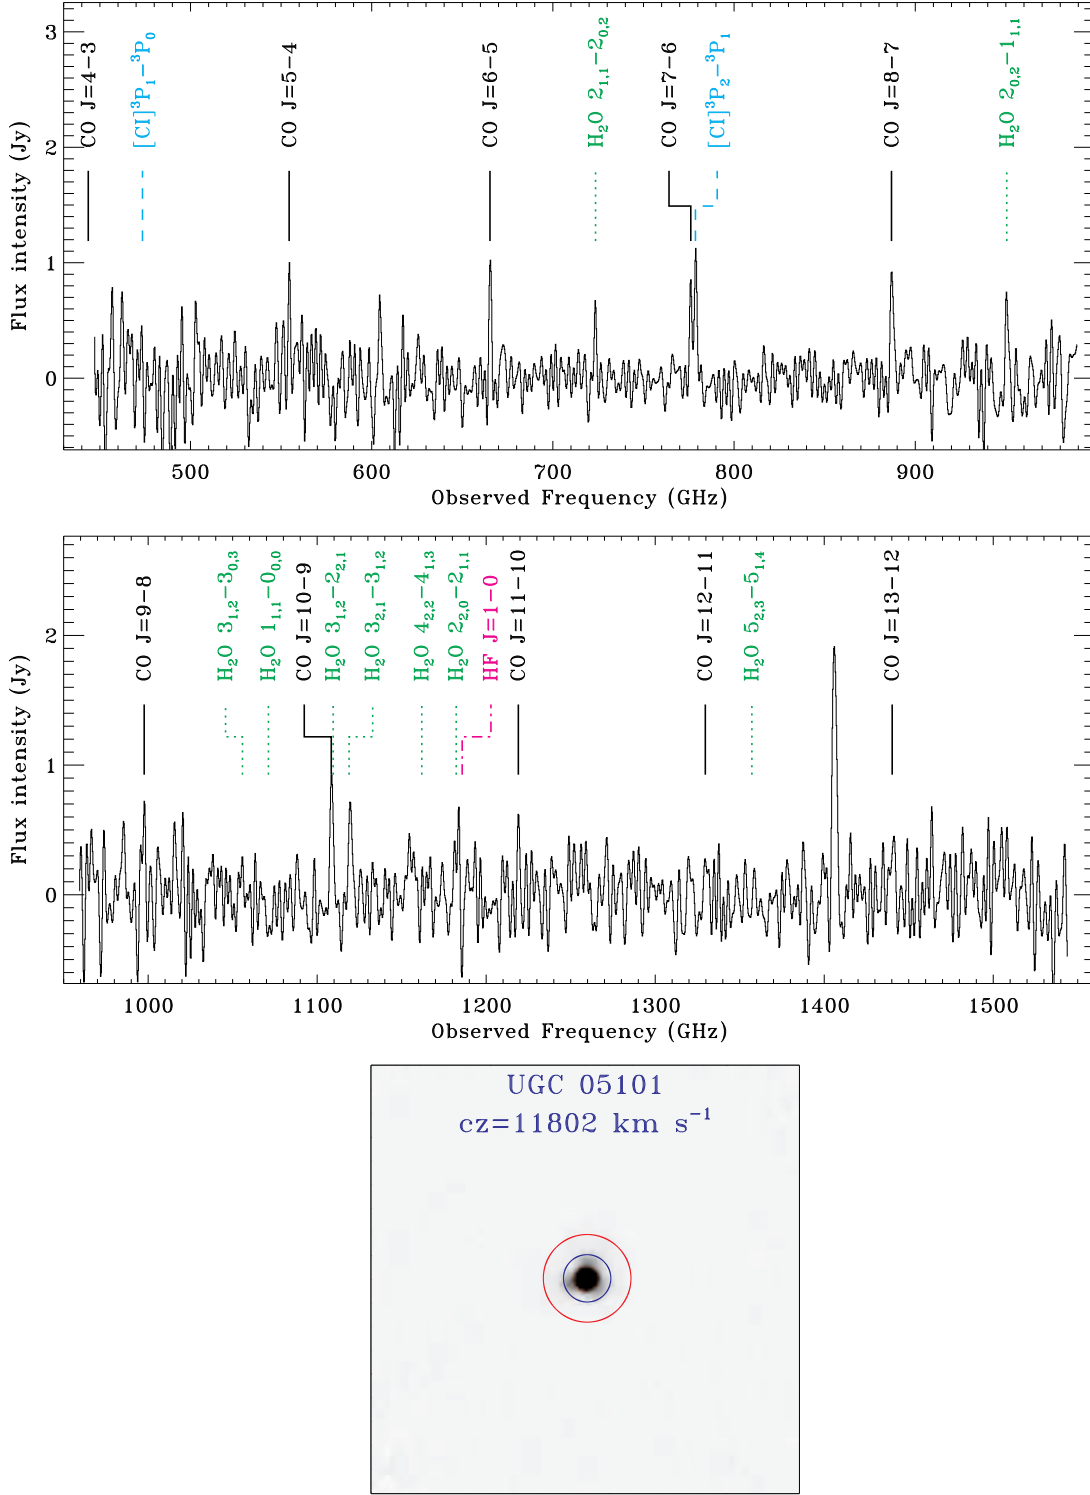 3
2
1
0
Flux intensity (Jy)
CO J=4−3
[CI]³P₁−³P₀
CO J=5−4
CO J=6−5
H₂O 2₁,₁−2₀,₂
CO J=7−6
[CI]³P₂−³P₁
CO J=8−7
H₂O 2₀,₂−1₁,₁
500 600 700 800 900
Observed Frequency (GHz)
2
1
0
Flux intensity (Jy)
CO J=9−8
H₂O 3₁,₂−3₀,₃
H₂O 1₁,₁−0₀,₀
CO J=10−9
H₂O 3₁,₂−2₂,₁
H₂O 3₂,₁−3₁,₂
H₂O 4₂,₂−4₁,₃
H₂O 2₂,₀−2₁,₁
HF J=1−0
CO J=11−10
CO J=12−11
H₂O 5₂,₃−5₁,₄
CO J=13−12
1000 1100 1200 1300 1400 1500
Observed Frequency (GHz)
UGC 05101
cz=11802 km s⁻¹